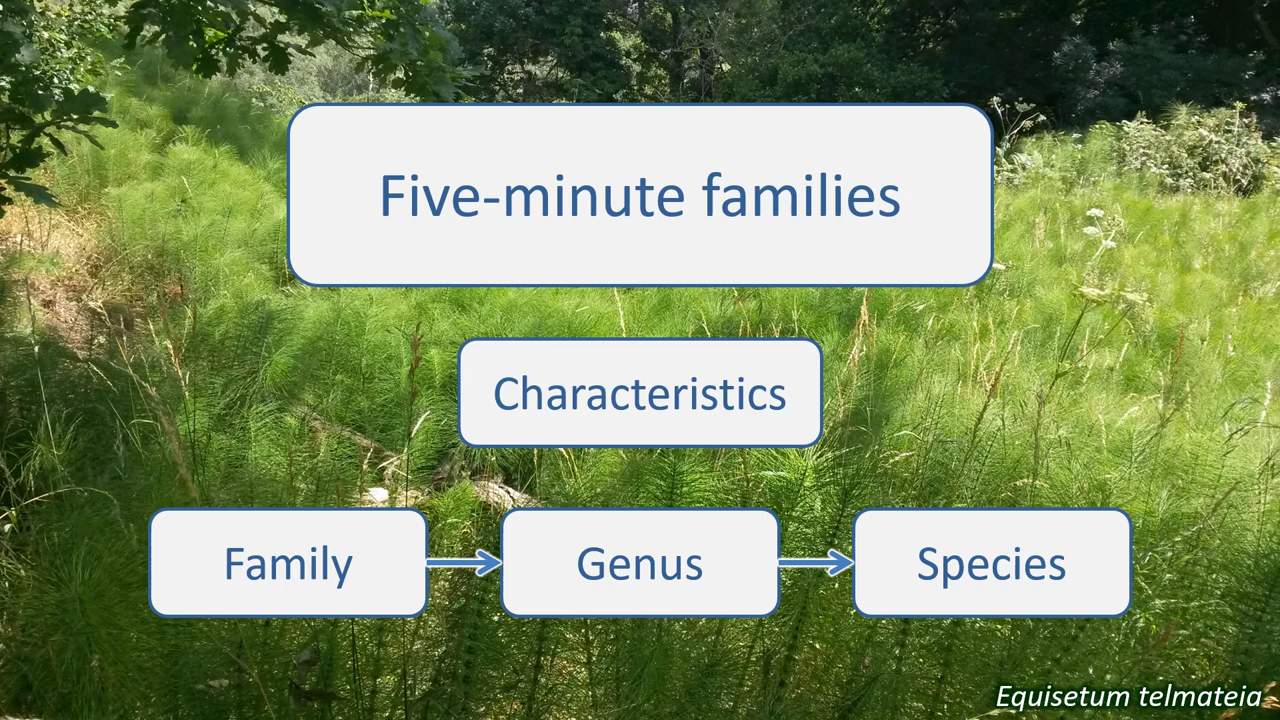 Five-minute families
Characteristics
Family
Genus
Species
Equisetum telmateia